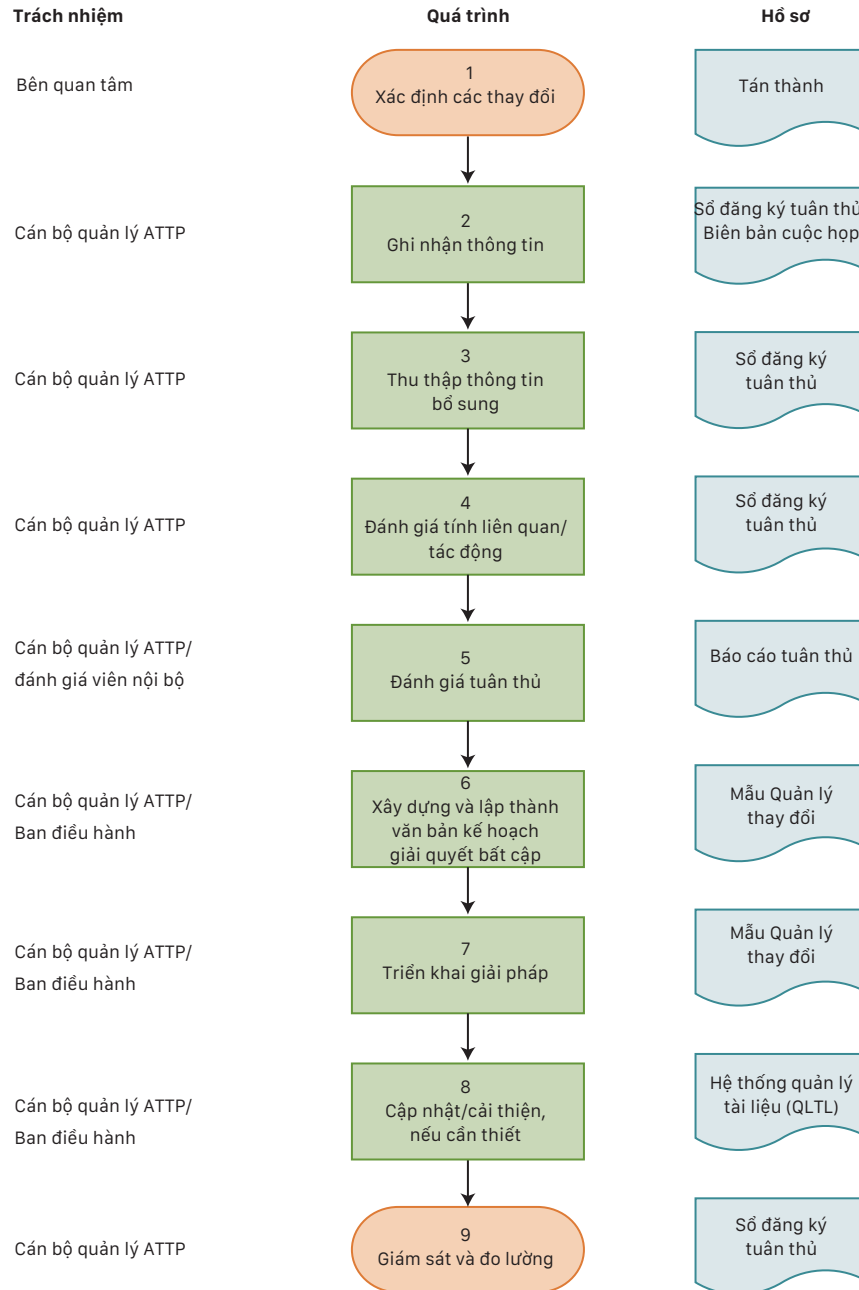 Trách nhiệm
Quá trình
Hồ sơ
Bên quan tâm
1
Xác định các thay đổi
Tán thành
Cán bộ quản lý ATTP
2
Ghi nhận thông tin
Sổ đăng ký tuân thủ
Biên bản cuộc họp
Cán bộ quản lý ATTP
3
Thu thập thông tin
bổ sung
Sổ đăng ký
tuân thủ
Cán bộ quản lý ATTP
4
Đánh giá tính liên quan/
tác động
Sổ đăng ký
tuân thủ
Cán bộ quản lý ATTP/
đánh giá viên nội bộ
5
Đánh giá tuân thủ
Báo cáo tuân thủ
Cán bộ quản lý ATTP/
Ban điều hành
6
Xây dựng và lập thành
văn bản kế hoạch
giải quyết bất cập
Mẫu Quản lý
thay đổi
Cán bộ quản lý ATTP/
Ban điều hành
7
Triển khai giải pháp
Mẫu Quản lý
thay đổi
Cán bộ quản lý ATTP/
Ban điều hành
8
Cập nhật/cải thiện,
nếu cần thiết
Hệ thống quản lý
tài liệu (QLTL)
Cán bộ quản lý ATTP
9
Giám sát và đo lường
Sổ đăng ký
tuân thủ